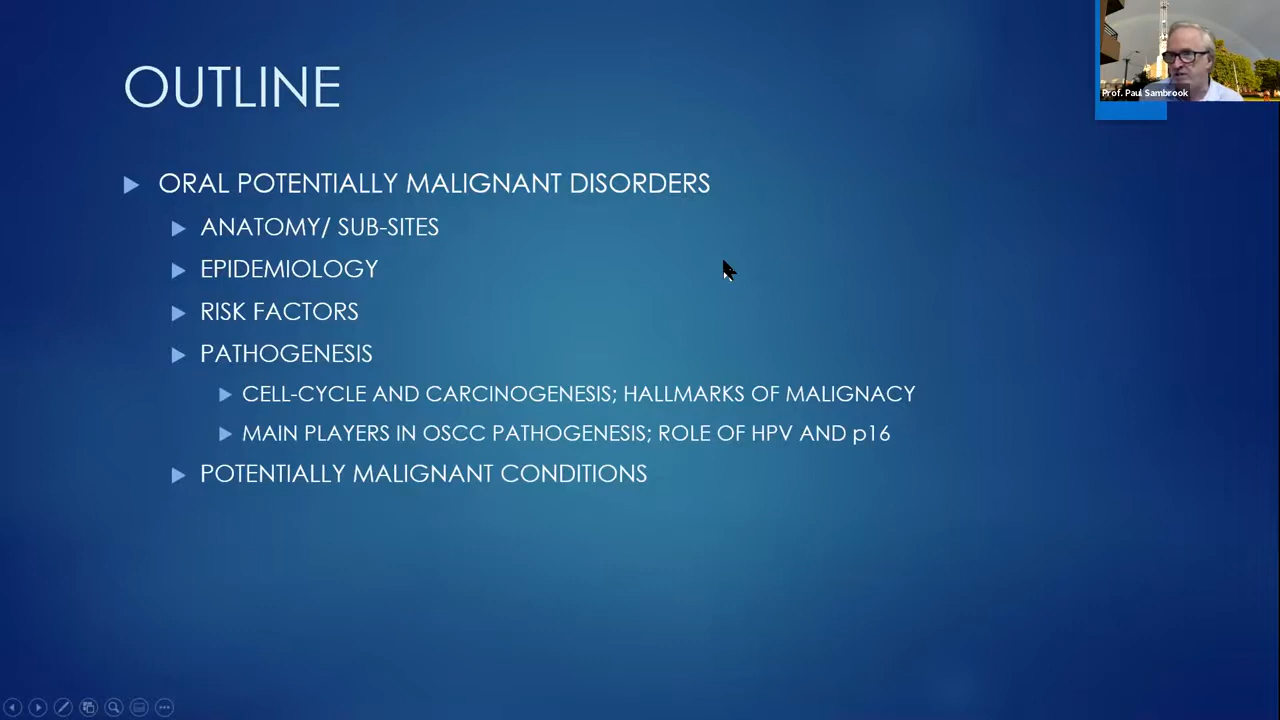 OUTLINE
Prof. Paul Sambrook
ORAL POTENTIALLY MALIGNANT DISORDERS
ANATOMY/ SUB-SITES
EPIDEMIOLOGY
RISK FACTORS
PATHOGENESIS
CELL-CYCLE AND CARCINOGENESIS; HALLMARKS OF MALIGNACY
MAIN PLAYERS IN OSCC PATHOGENESIS; ROLE OF HPV AND p16
POTENTIALLY MALIGNANT CONDITIONS